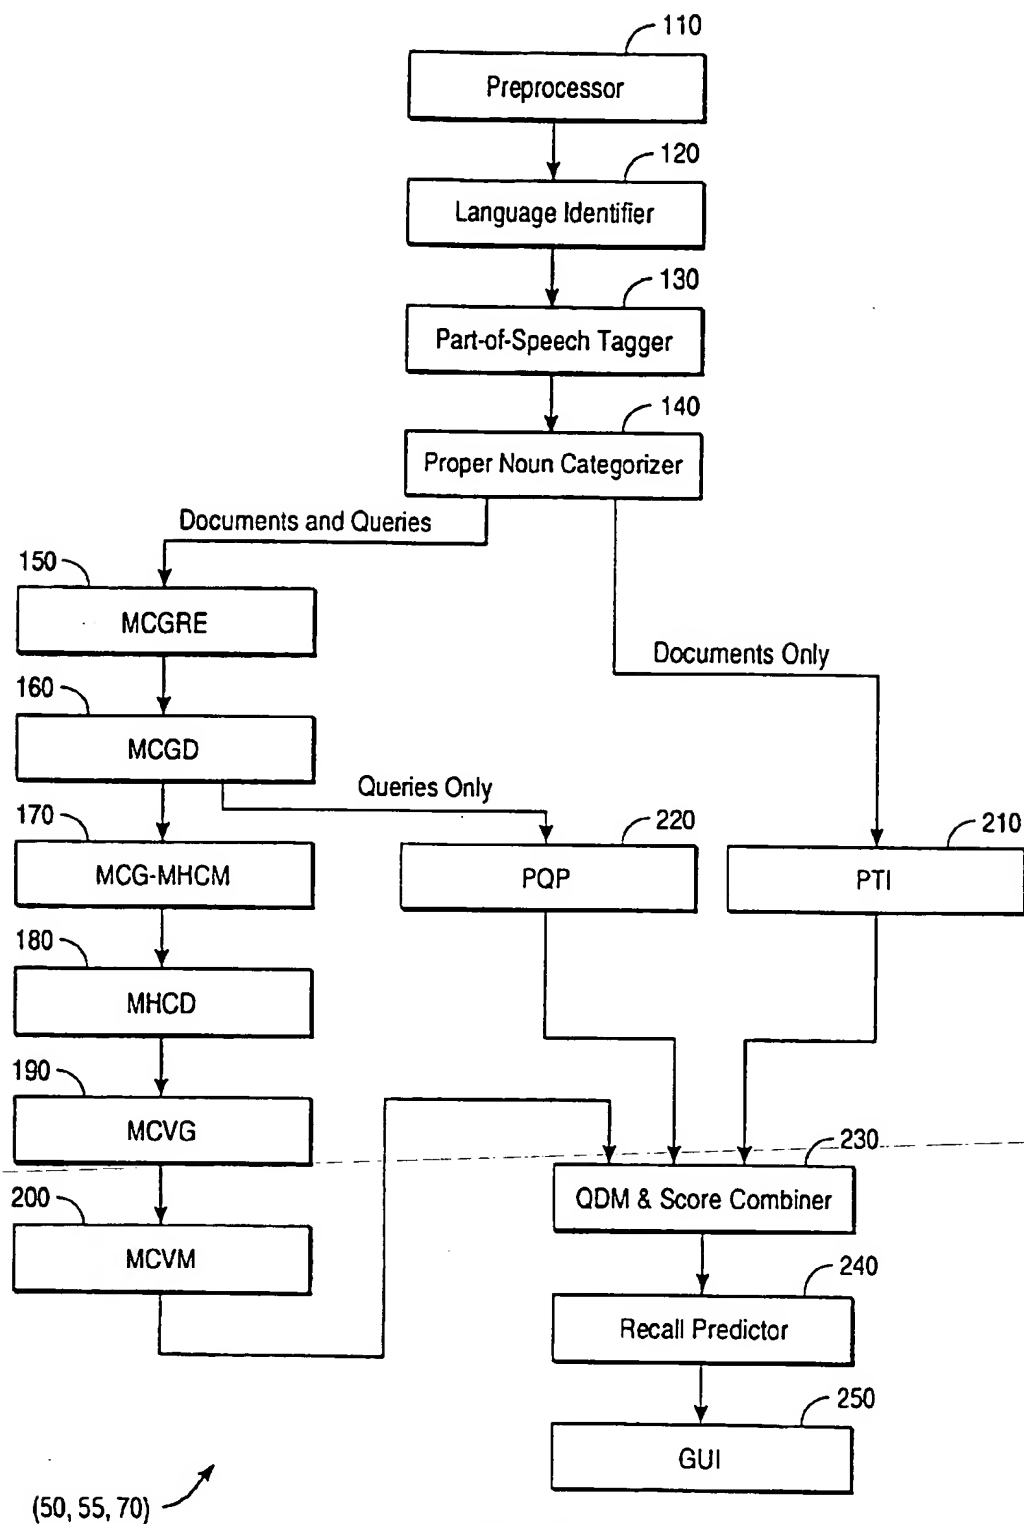 110
Preprocessor
120
Language Identifier
130
Part-of-Speech Tagger
140
Proper Noun Categorizer
Documents and Queries
150
MCGRE
Documents Only
160
MCGD
Queries Only
170
MCG-MHCM
220
PQP
210
PTI
180
MHCD
190
MCVG
230
QDM & Score Combiner
200
MCVM
240
Recall Predictor
250
GUI
(50, 55, 70)